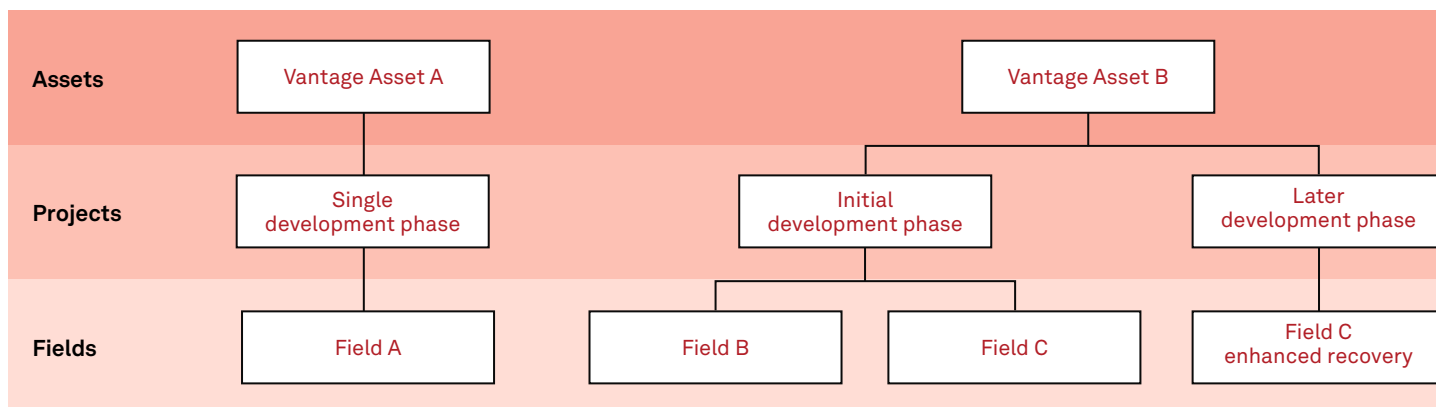 Assets
Vantage Asset A
Vantage Asset B
Projects
Single
development phase
Initial
development phase
Later
development phase
Fields
Field A
Field B
Field C
Field C
enhanced recovery